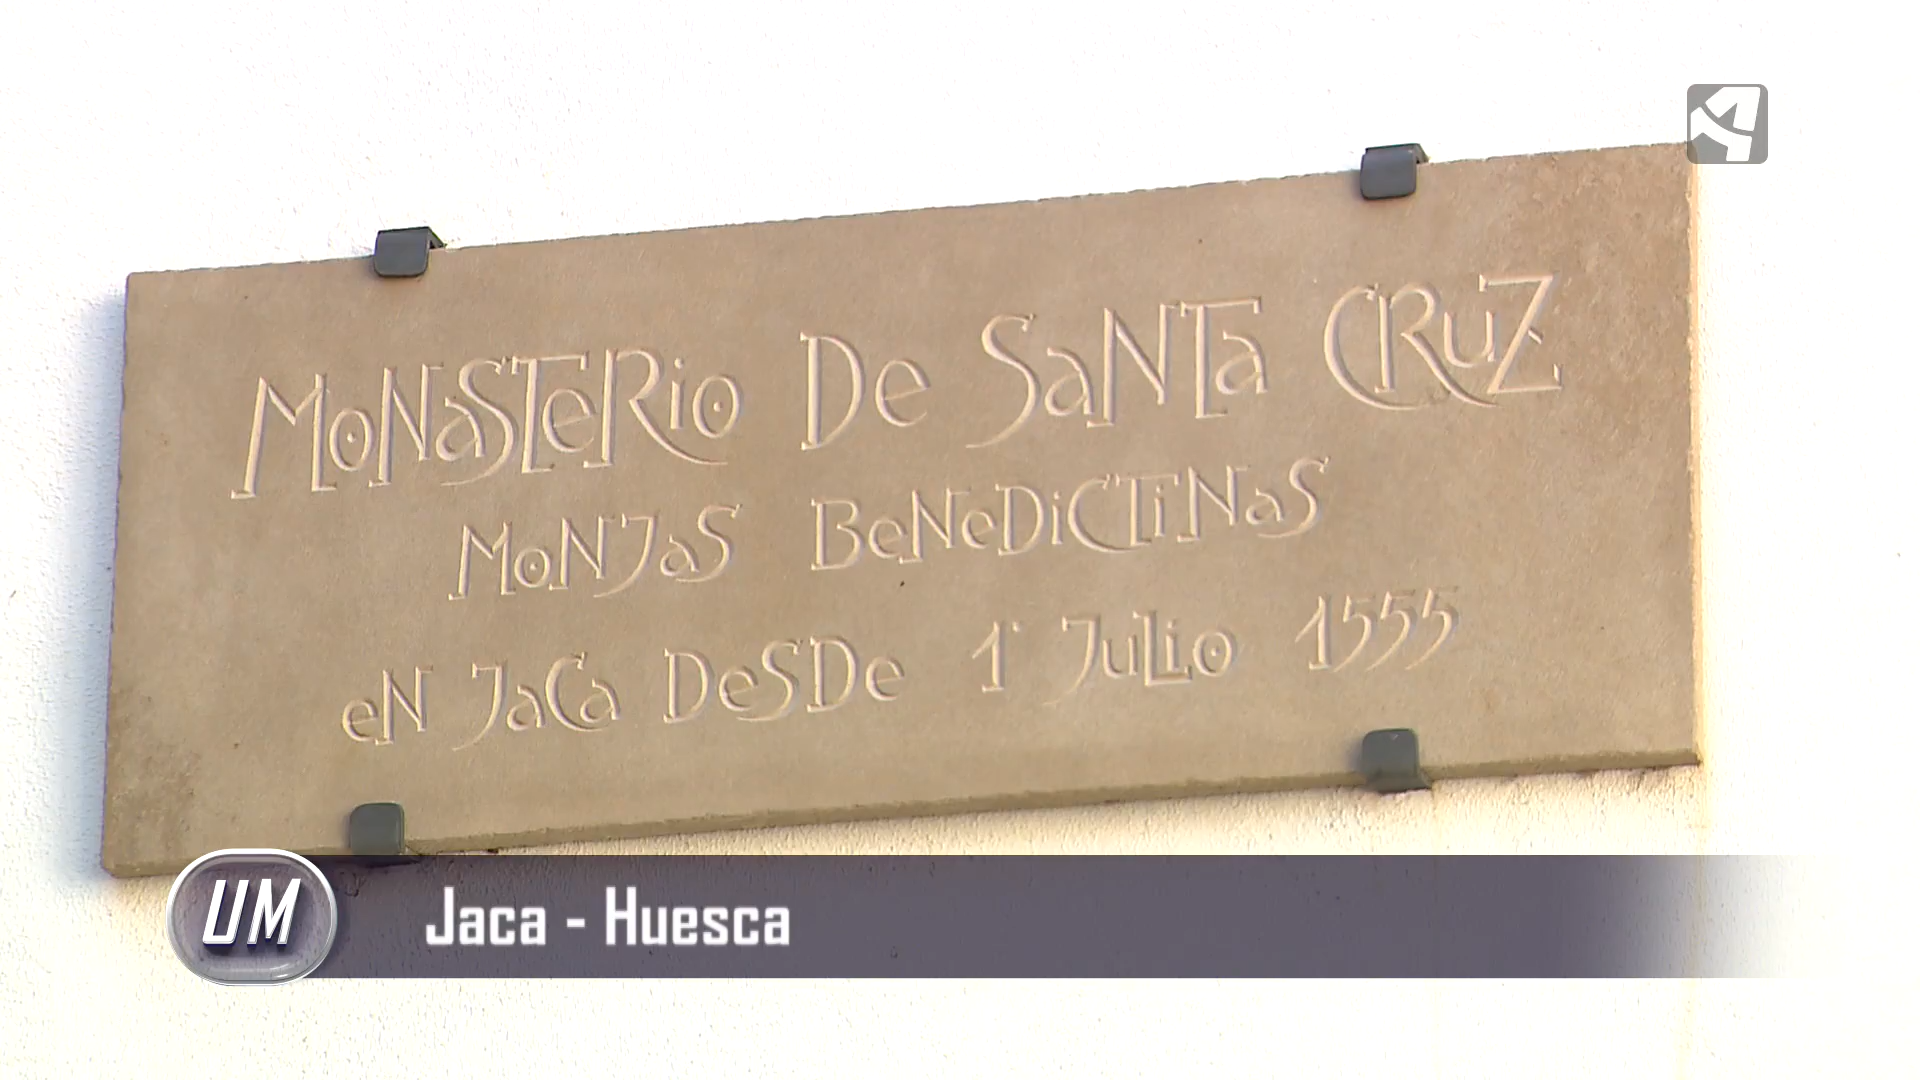 MoNaSTeRio De SaNTa CRuZ
MoNJaS BeNeDiCTiNaS
eN JaCa DeSDe 1º JuLio 1555
UM Jaca - Huesca